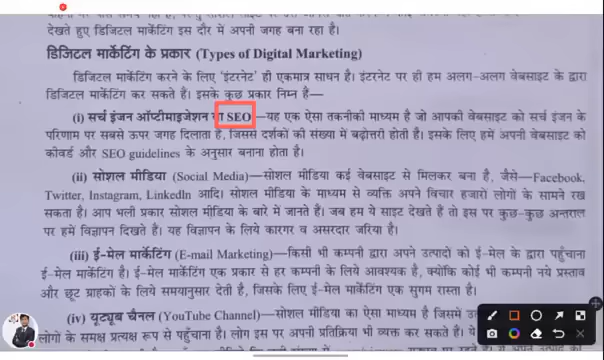 देखते हुए डिजिटल मार्केटिंग इस दौर में अपनी जगह बना रहा है।
डिजिटल मार्केटिंग के प्रकार (Types of Digital Marketing)
डिजिटल मार्केटिंग करने के लिए 'इंटरनेट' ही एकमात्र साधन है। इंटरनेट पर ही हम अलग-अलग वेबसाइट के द्वारा
डिजिटल मार्केटिंग कर सकते हैं। इसके कुछ प्रकार निम्न हैं—
(i) सर्च इंजन ऑप्टीमाइजेशन या SEO—यह एक ऐसा तकनीकी माध्यम है जो आपकी वेबसाइट को सर्च इंजन के
परिणाम पर सबसे ऊपर जगह दिलाता है, जिससे दर्शकों की संख्या में बढ़ोत्तरी होती है। इसके लिए हमें अपनी वेबसाइट को
कीवर्ड और SEO guidelines के अनुसार बनाना होता है।
(ii) सोशल मीडिया (Social Media)—सोशल मीडिया कई वेबसाइट से मिलकर बना है, जैसे—Facebook,
Twitter, Instagram, LinkedIn आदि। सोशल मीडिया के माध्यम से व्यक्ति अपने विचार हजारों लोगों के सामने रख
सकता है। आप भली प्रकार सोशल मीडिया के बारे में जानते हैं। जब हम ये साइट देखते हैं तो इस पर कुछ-कुछ अन्तराल
पर हमें विज्ञापन दिखते हैं। यह विज्ञापन के लिये कारगर व असरदार जरिया है।
(iii) ई-मेल मार्केटिंग (E-mail Marketing)—किसी भी कम्पनी द्वारा अपने उत्पादों को ई-मेल के द्वारा पहुँचाना
ई-मेल मार्केटिंग है। ई-मेल मार्केटिंग एक प्रकार से हर कम्पनी के लिये आवश्यक है, क्योंकि कोई भी कम्पनी नये प्रस्ताव
और छूट ग्राहकों के लिये समयानुसार देती है, जिसके लिए ई-मेल मार्केटिंग एक सुगम रास्ता है।
(iv) यूट्यूब चैनल (YouTube Channel)—सोशल मीडिया का ऐसा माध्यम है जिसमे
लोगों के समक्ष प्रत्यक्ष रूप से पहुँचाना है। लोग इस पर अपनी प्रतिक्रिया भी व्यक्त कर सकते हैं। ये